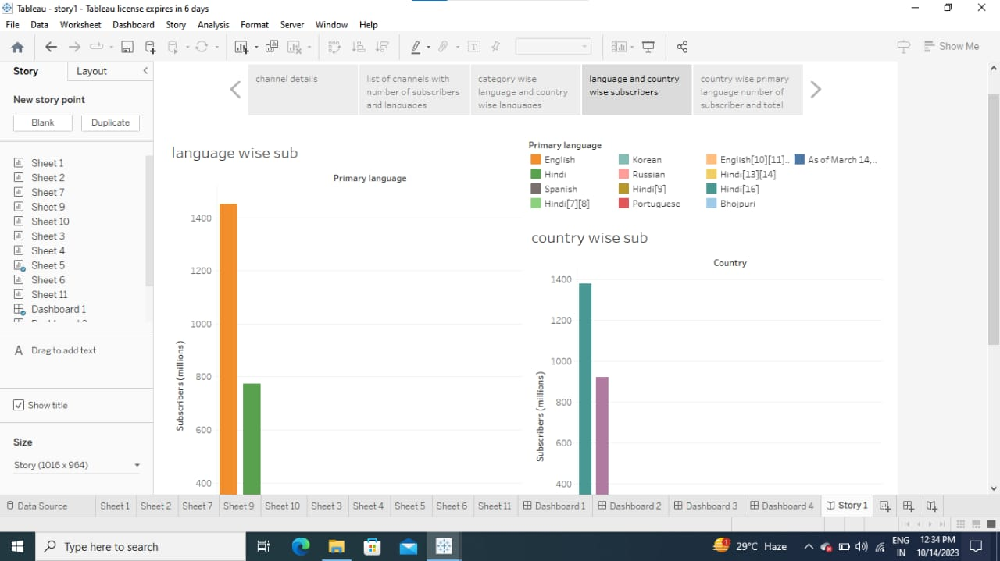 Tableau - story1 - Tableau license expires in 6 days
File Data Worksheet Dashboard Story Analysis Format Server Window Help
Show Me
Story Layout
New story point
Blank Duplicate
Sheet 1
Sheet 2
Sheet 7
Sheet 9
Sheet 10
Sheet 3
Sheet 4
Sheet 5
Sheet 6
Sheet 11
Dashboard 1
A Drag to add text
Show title
Size
Story (1016 x 964)
channel details
list of channels with
number of subscribers
and languages
category wise
language and country
wise languages
language and country
wise subscribers
country wise primary
language number of
subscriber and total
language wise sub
Primary language
1400
1200
1000
800
600
400
Subscribers (millions)
Primary language
English
Hindi
Spanish
Hindi[7][8]
Korean
Russian
Hindi[9]
Portuguese
English[10][11]..
Hindi[13][14]
Hindi[16]
Bhojpuri
As of March 14,..
country wise sub
Country
1400
1200
1000
800
600
400
Subscribers (millions)
Data Source Sheet 1 Sheet 2 Sheet 7 Sheet 9 Sheet 10 Sheet 3 Sheet 4 Sheet 5 Sheet 6 Sheet 11 Dashboard 1 Dashboard 2 Dashboard 3 Dashboard 4 Story 1
Type here to search
29°C Haze
ENG
IN
12:34 PM
10/14/2023